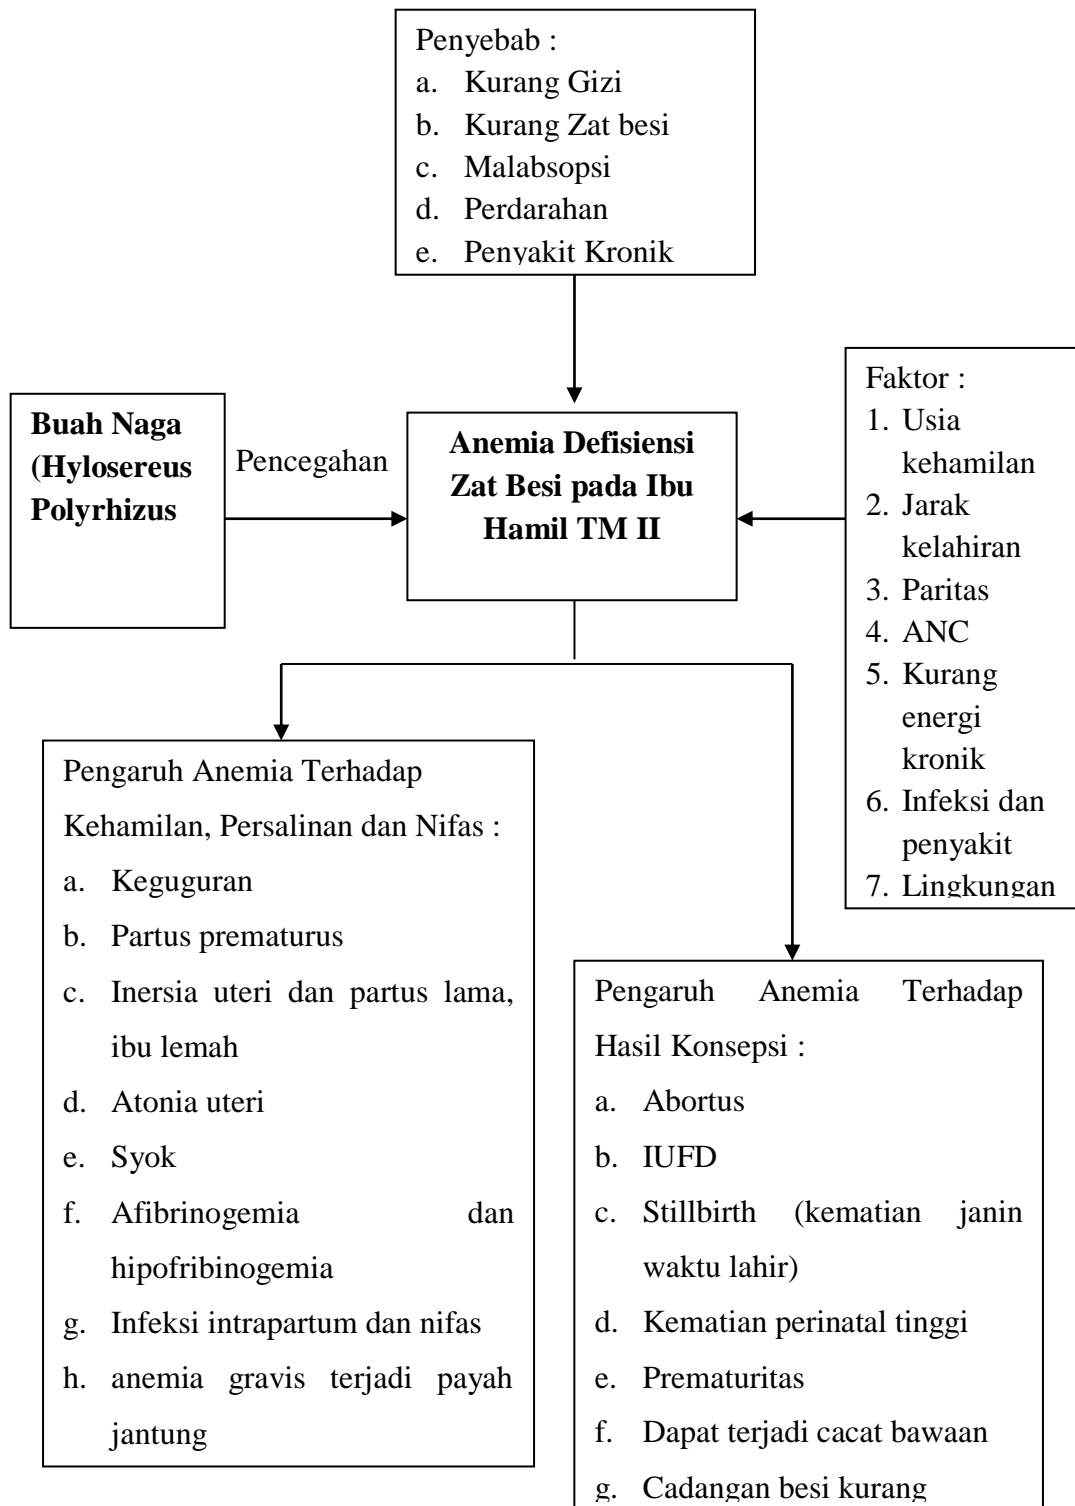 Penyebab :
a. Kurang Gizi
b. Kurang Zat besi
c. Malabsopsi
d. Perdarahan
e. Penyakit Kronik
Buah Naga
(Hylosereus
Polyrhizus
Pencegahan
Anemia Defisiensi
Zat Besi pada Ibu
Hamil TM II
Faktor :
1. Usia
kehamilan
2. Jarak
kelahiran
3. Paritas
4. ANC
5. Kurang
energi
kronik
6. Infeksi dan
penyakit
7. Lingkungan
Pengaruh Anemia Terhadap
Kehamilan, Persalinan dan Nifas :
a. Keguguran
b. Partus prematurus
c. Inersia uteri dan partus lama,
ibu lemah
d. Atonia uteri
e. Syok
f. Afibrinogemia dan
hipofribinogemia
g. Infeksi intrapartum dan nifas
h. anemia gravis terjadi payah
jantung
Pengaruh Anemia Terhadap
Hasil Konsepsi :
a. Abortus
b. IUFD
c. Stillbirth (kematian janin
waktu lahir)
d. Kematian perinatal tinggi
e. Prematuritas
f. Dapat terjadi cacat bawaan
g. Cadangan besi kurang